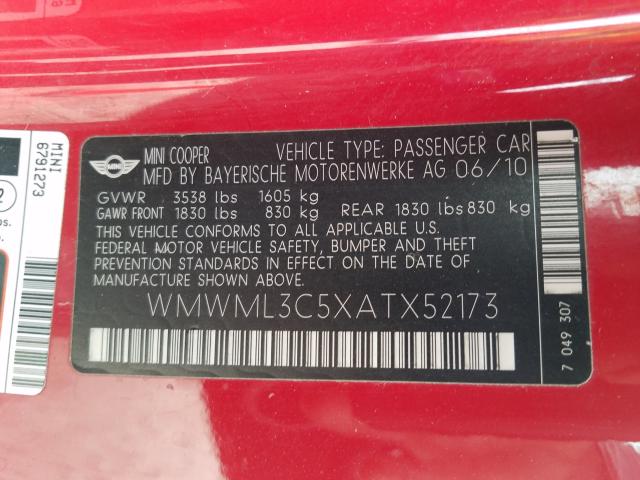 MINI
6791273
MINI
MINI COOPER VEHICLE TYPE: PASSENGER CAR
MFD BY BAYERISCHE MOTORENWERKE AG 06/10
GVWR 3538 lbs 1605 kg
GAWR FRONT 1830 lbs 830 kg REAR 1830 lbs 830 kg
THIS VEHICLE CONFORMS TO ALL APPLICABLE U.S.
FEDERAL MOTOR VEHICLE SAFETY, BUMPER AND THEFT
PREVENTION STANDARDS IN EFFECT ON THE DATE OF
MANUFACTURE SHOWN ABOVE.
WMWML3C5XATX52173
7 049 307